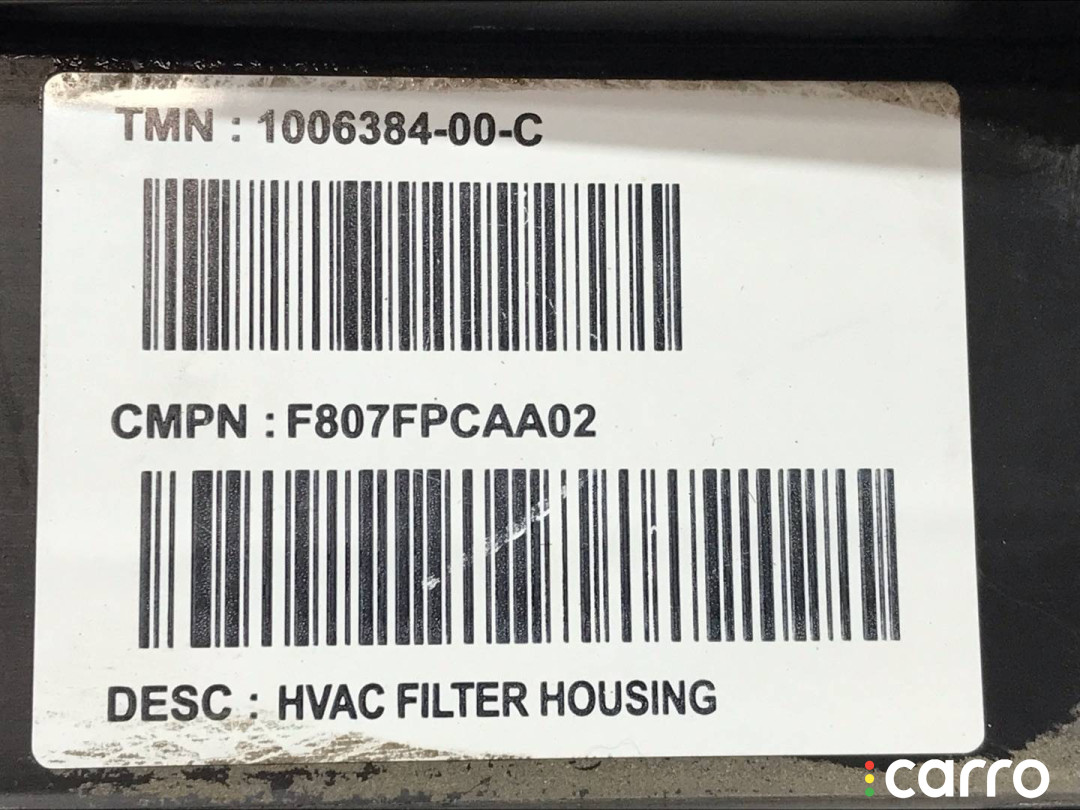 TMN : 1006384-00-C
CMPN : F807FPCAA02
DESC : HVAC FILTER HOUSING
carro